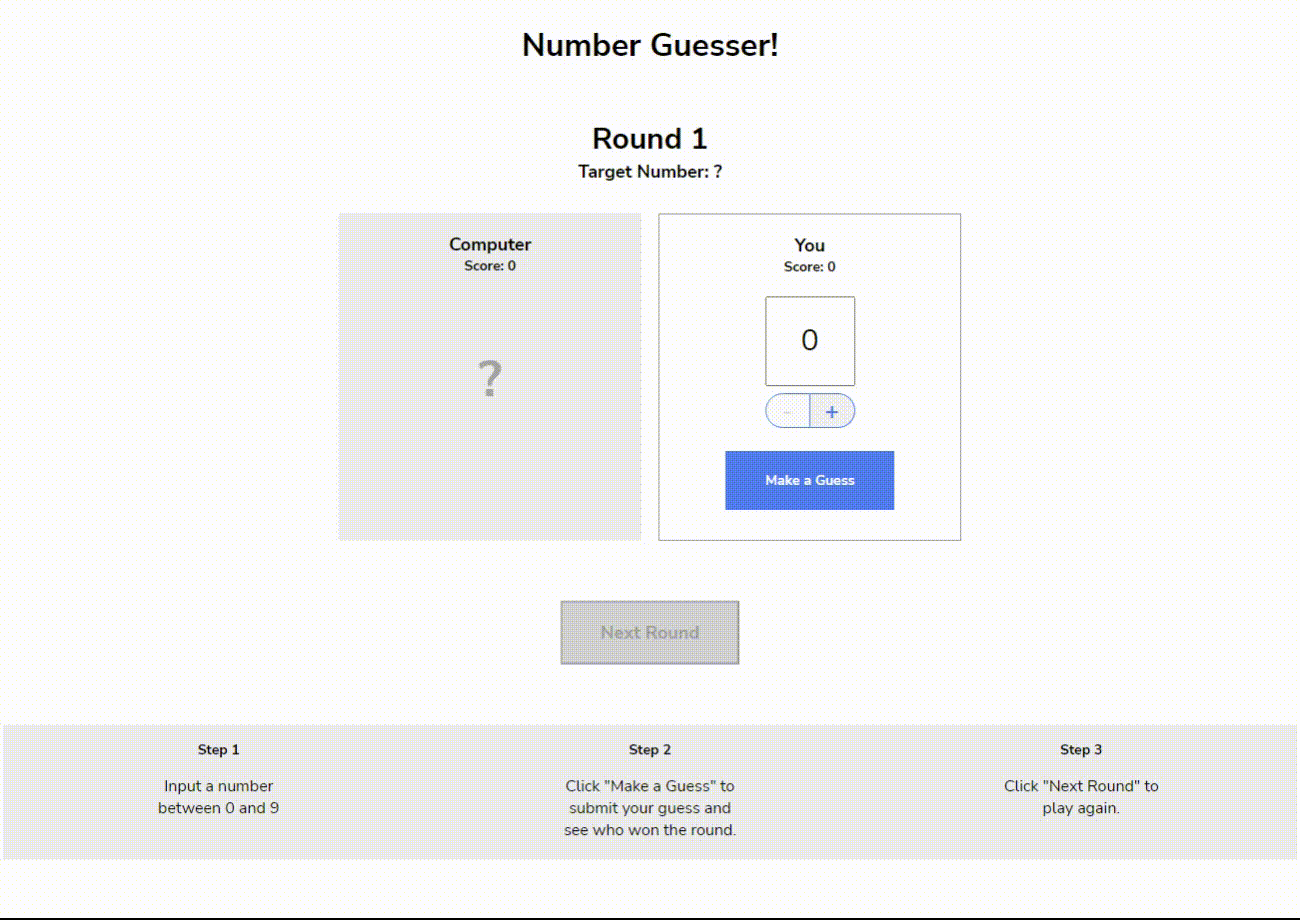 Number Guesser!
Round 1
Target Number: ?
Computer
Score: 0
?
You
Score: 0
0
- +
Make a Guess
Next Round
Step 1
Input a number
between 0 and 9
Step 2
Click "Make a Guess" to
submit your guess and
see who won the round.
Step 3
Click "Next Round" to
play again.